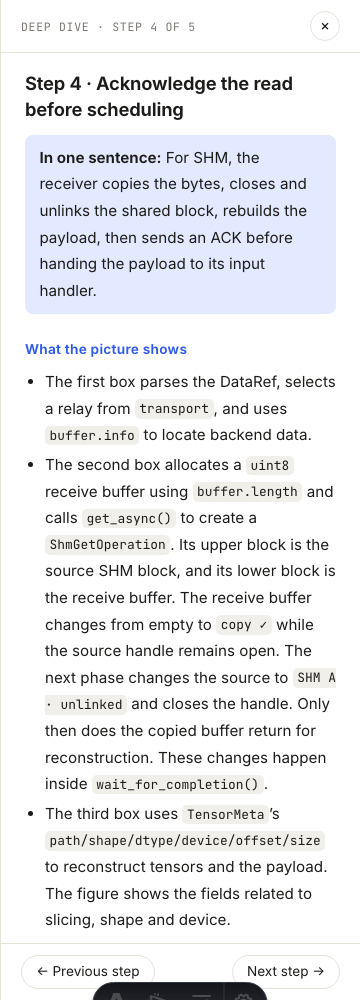 DEEP DIVE · STEP 4 OF 5
×
Step 4 · Acknowledge the read
before scheduling
In one sentence: For SHM, the
receiver copies the bytes, closes and
unlinks the shared block, rebuilds the
payload, then sends an ACK before
handing the payload to its input
handler.
What the picture shows
• The first box parses the DataRef, selects
a relay from transport, and uses
buffer.info to locate backend data.
• The second box allocates a uint8
receive buffer using buffer.length and
calls get_async() to create a
ShmGetOperation. Its upper block is the
source SHM block, and its lower block is
the receive buffer. The receive buffer
changes from empty to copy ✓ while
the source handle remains open. The
next phase changes the source to SHM A
· unlinked and closes the handle. Only
then does the copied buffer return for
reconstruction. These changes happen
inside wait_for_completion().
• The third box uses TensorMeta's
path/shape/dtype/device/offset/size
to reconstruct tensors and the payload.
The figure shows the fields related to
slicing, shape and device.
← Previous step
Next step →